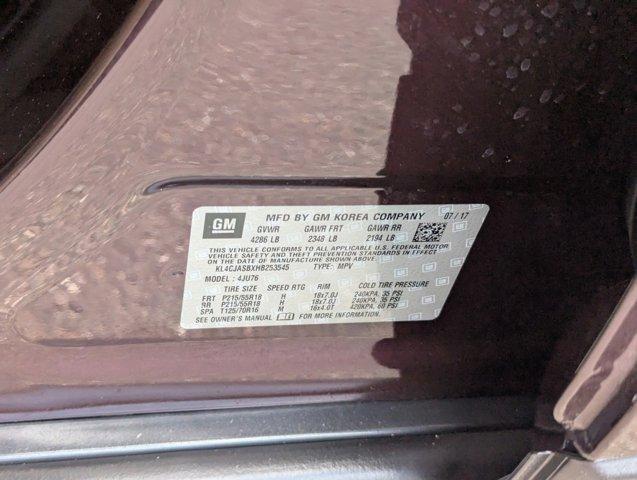 GM MFD BY GM KOREA COMPANY 07/17
GVWR GAWR FRT GAWR RR
4286 LB 2348 LB 2194 LB
THIS VEHICLE CONFORMS TO ALL APPLICABLE U.S. FEDERAL MOTOR
VEHICLE SAFETY AND THEFT PREVENTION STANDARDS IN EFFECT
ON THE DATE OF MANUFACTURE SHOWN ABOVE.
KL4CJASBXHB253545 TYPE: MPV
MODEL: 4JU76
TIRE SIZE SPEED RTG RIM COLD TIRE PRESSURE
FRT P215/55R18 H 18x7.0J 240KPA, 35 PSI
RR P215/55R18 H 18x7.0J 240KPA, 35 PSI
SPA T125/70R16 M 16x4.0T 420KPA, 60 PSI
SEE OWNER'S MANUAL FOR MORE INFORMATION.